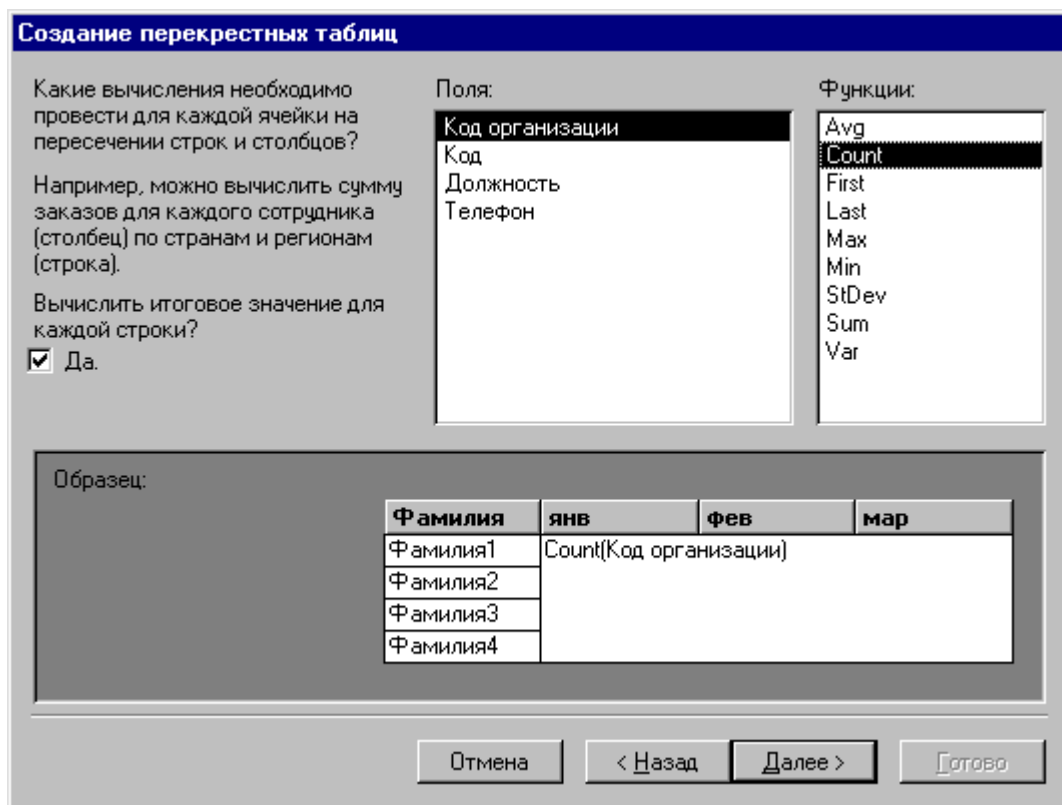 Создание перекрестных таблиц
Какие вычисления необходимо
провести для каждой ячейки на
пересечении строк и столбцов?
Например, можно вычислить сумму
заказов для каждого сотрудника
(столбец) по странам и регионам
(строка).
Вычислить итоговое значение для
каждой строки?
Да.
Поля:
Код организации
Код
Должность
Телефон
Функции:
Avg
Count
First
Last
Max
Min
StDev
Sum
Var
Образец:
Фамилия янв фев мар
Фамилия1 Count(Код организации)
Фамилия2
Фамилия3
Фамилия4
Отмена < Назад Далее > Готово